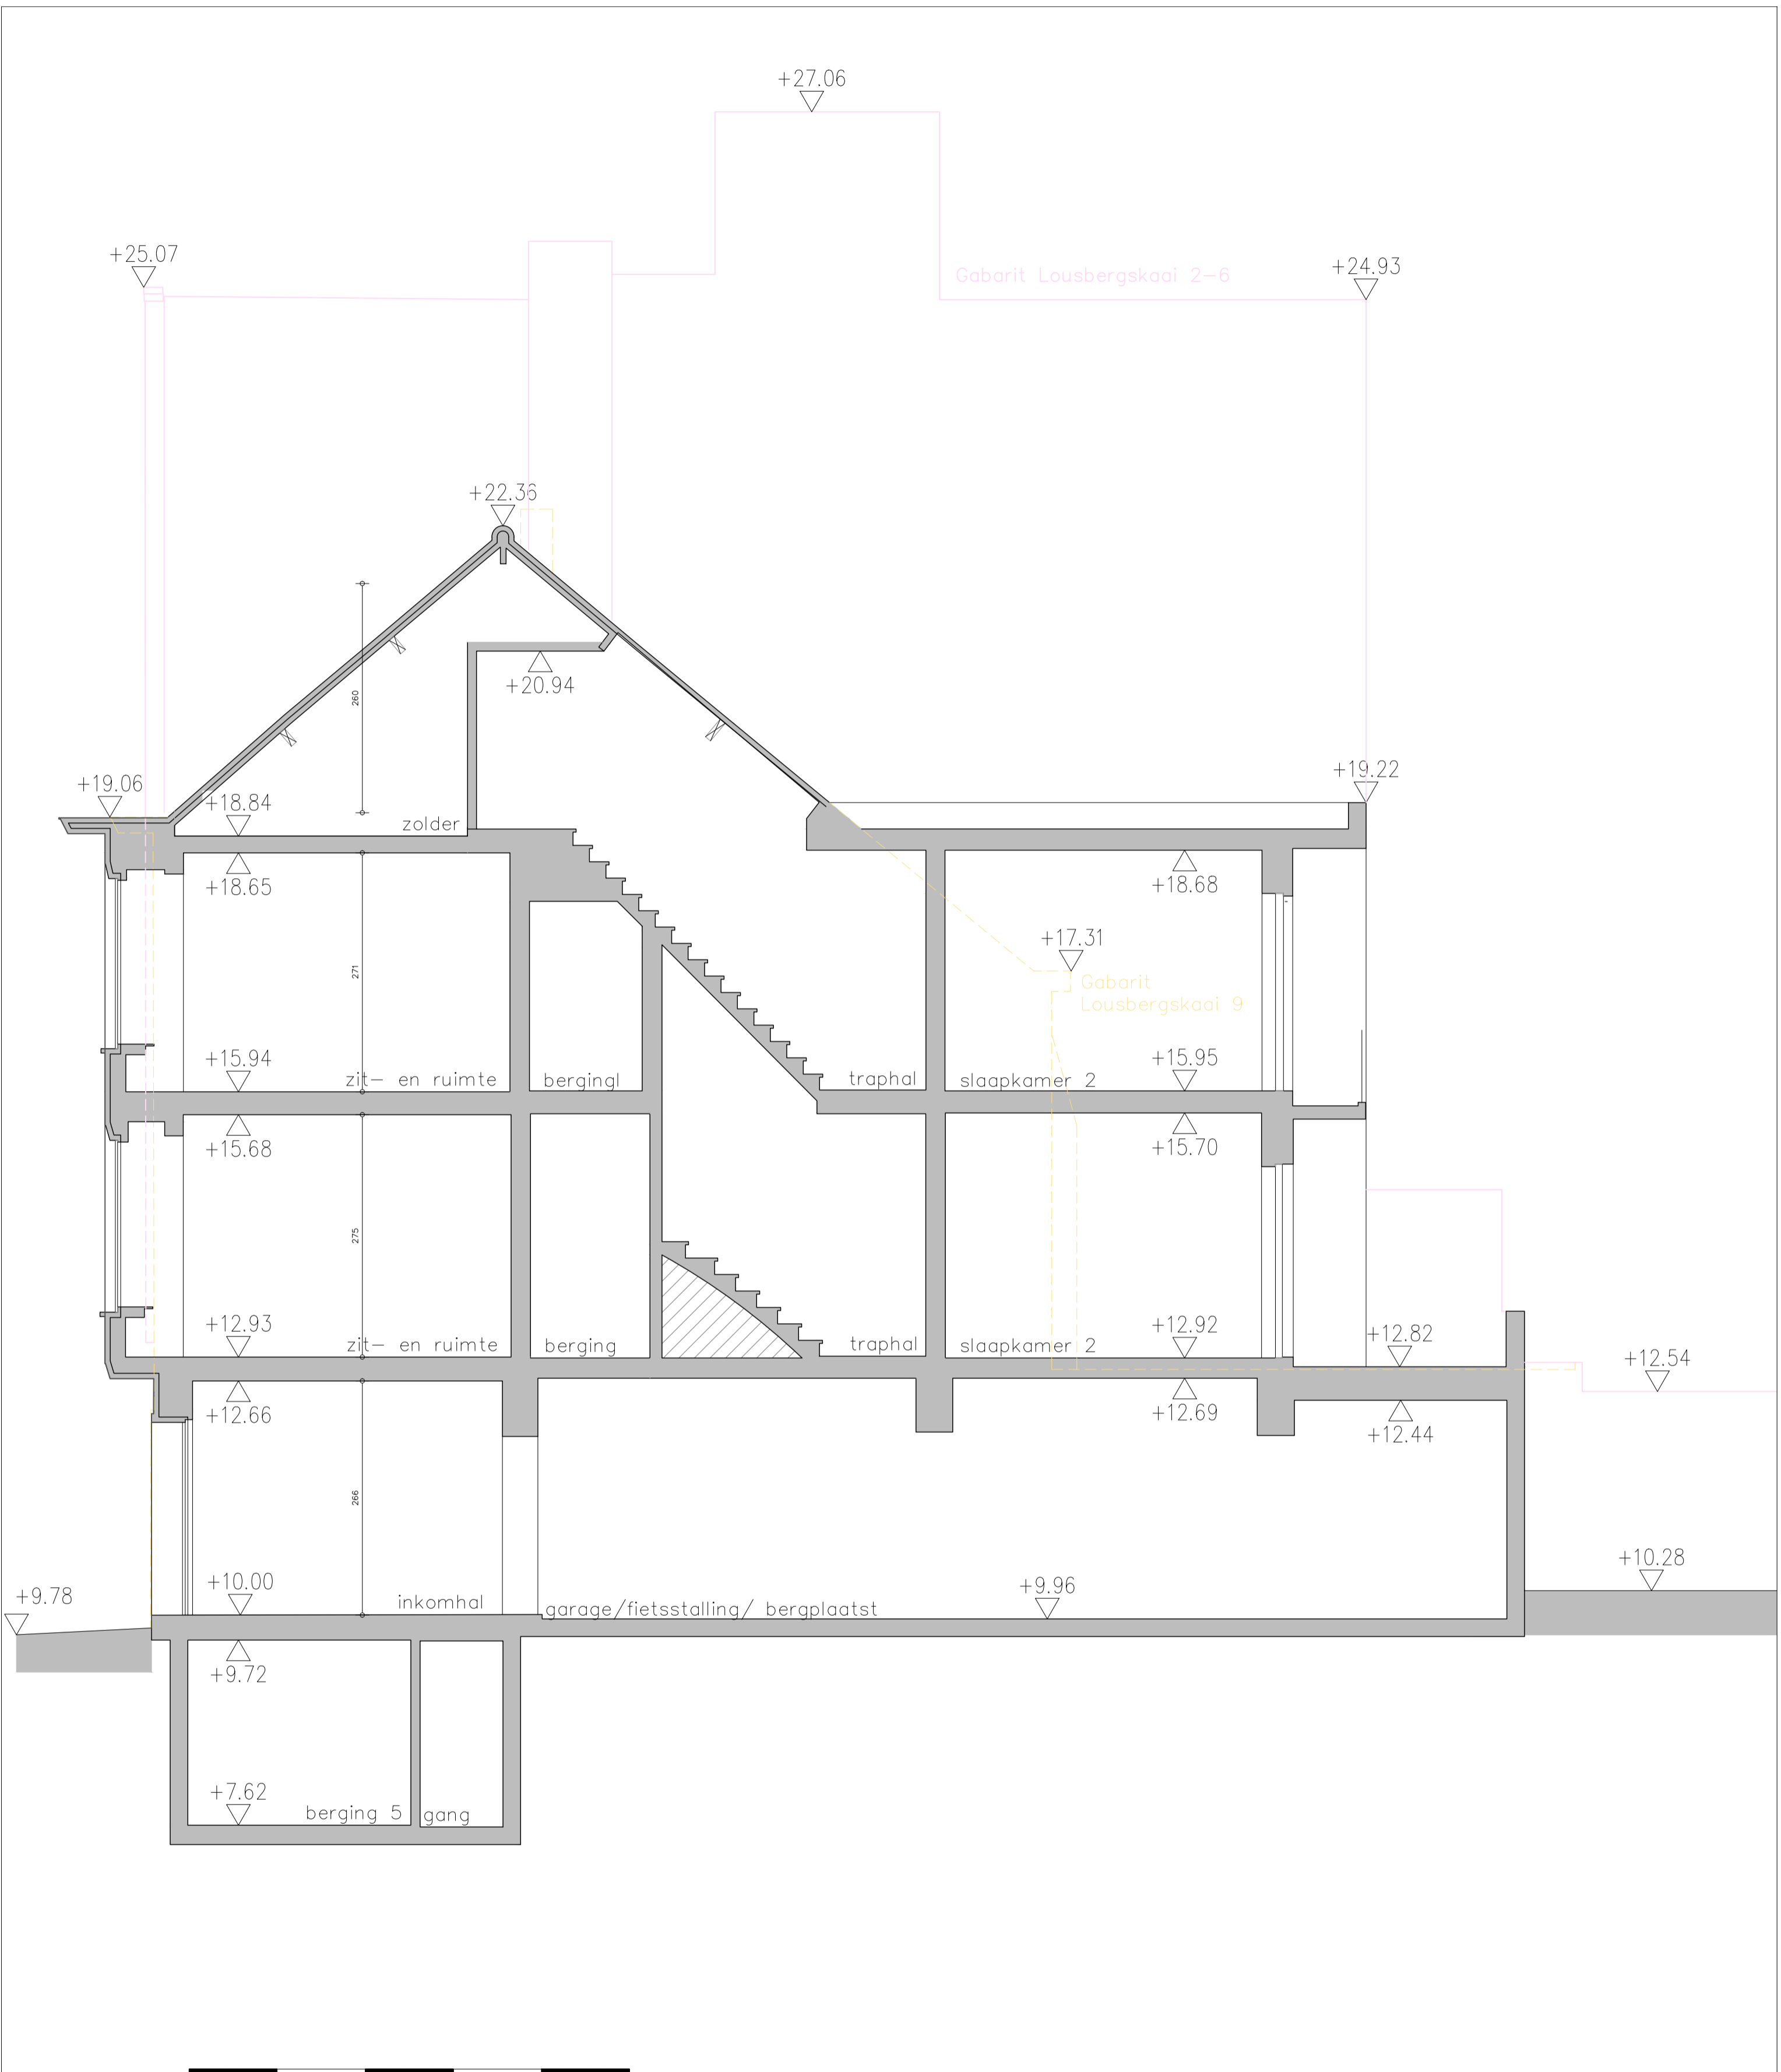 +27.06
+25.07
Gabarit Lousbergskaai 2-6
+24.93
+22.36
+20.94
260
+19.06
+18.84
zolder
+19.22
+18.65
+18.68
+17.31
271
Gabarit
Lousbergskaai 9
+15.94
zit- en ruimte
bergingl
traphal
slaapkamer 2
+15.95
+15.68
+15.70
275
+12.93
zit- en ruimte
berging
traphal
slaapkamer 2
+12.92
+12.82
+12.54
+12.66
+12.69
+12.44
266
+10.00
inkomhal
garage/fietsstalling/ bergplaatst
+9.96
+10.28
+9.78
+9.72
+7.62
berging 5
gang